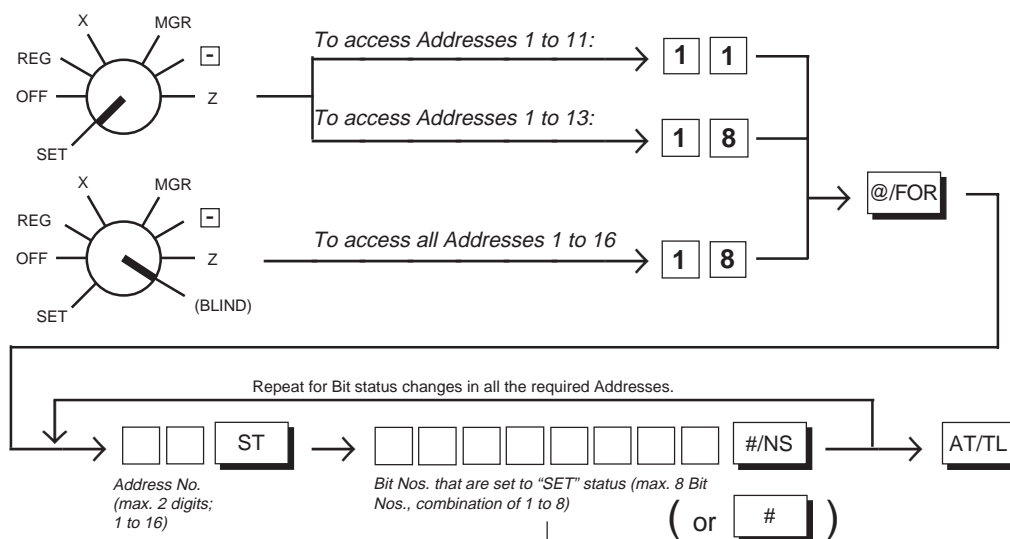 X
MGR
REG
-
OFF
Z
SET
To access Addresses 1 to 11:
1 1
To access Addresses 1 to 13:
1 8
@/FOR
X
MGR
REG
-
OFF
Z
SET
(BLIND)
To access all Addresses 1 to 16
1 8
Repeat for Bit status changes in all the required Addresses.
ST
#/NS
AT/TL
Address No.
(max. 2 digits;
1 to 16)
Bit Nos. that are set to “SET” status (max. 8 Bit
Nos., combination of 1 to 8)
( or # )